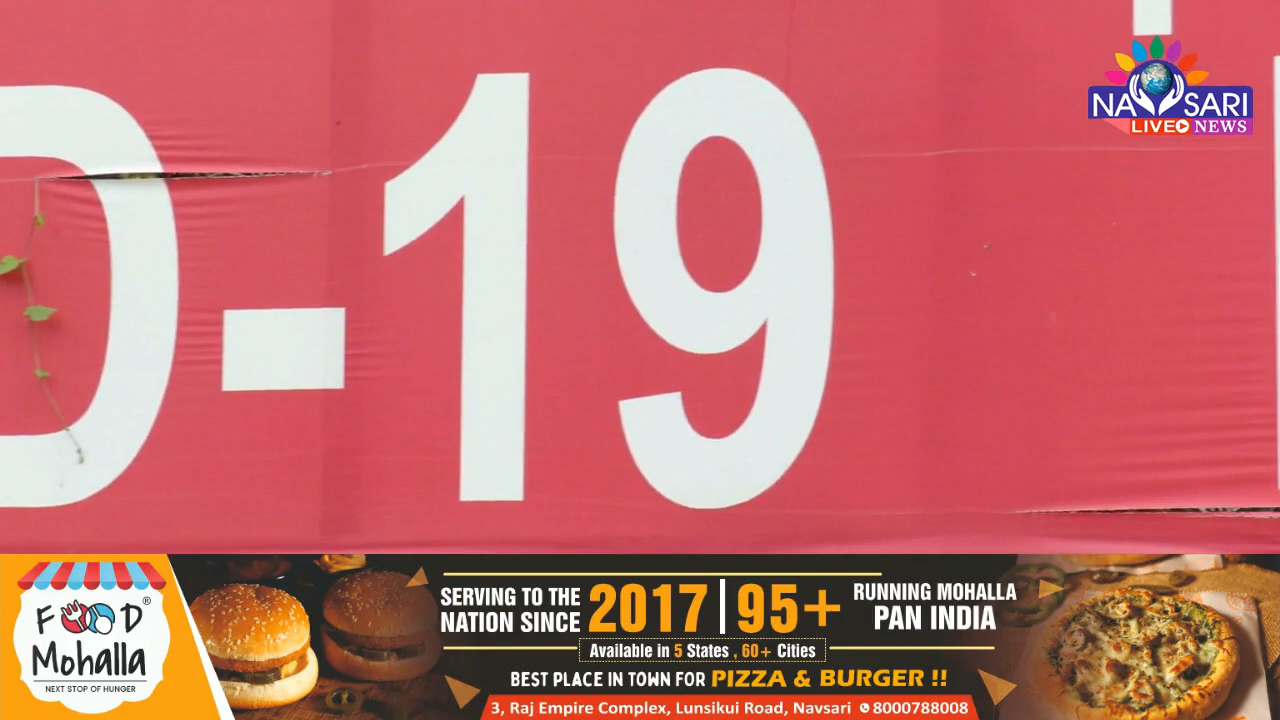 D-19
NAVSARI
LIVE NEWS
FOOD®
Mohalla
NEXT STOP OF HUNGER
SERVING TO THE
NATION SINCE
2017 | 95+
RUNNING MOHALLA
PAN INDIA
Available in 5 States , 60+ Cities
BEST PLACE IN TOWN FOR PIZZA & BURGER !!
3, Raj Empire Complex, Lunsikui Road, Navsari 8000788008